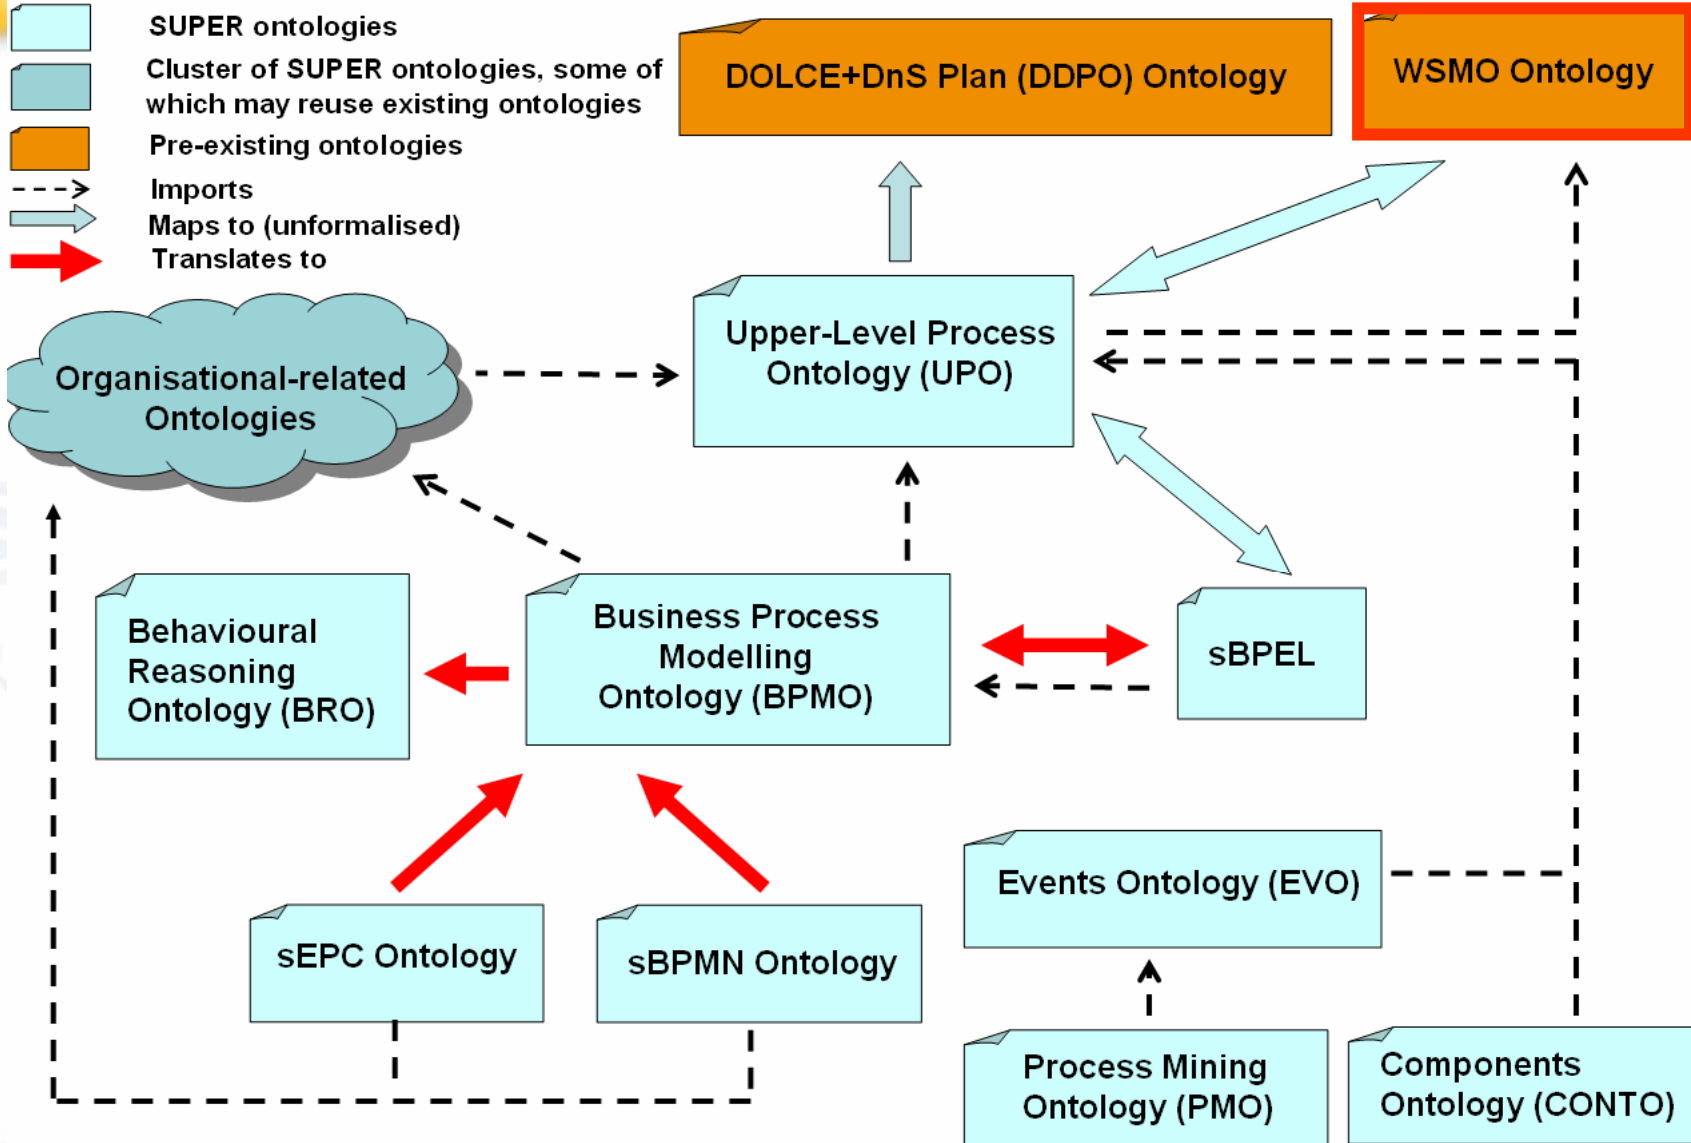 SUPER ontologies
Cluster of SUPER ontologies, some of
which may reuse existing ontologies
Pre-existing ontologies
Imports
Maps to (unformalised)
Translates to
DOLCE+DnS Plan (DDPO) Ontology
WSMO Ontology
Upper-Level Process
Ontology (UPO)
Organisational-related
Ontologies
Behavioural
Reasoning
Ontology (BRO)
Business Process
Modelling
Ontology (BPMO)
sBPEL
sEPC Ontology
sBPMN Ontology
Events Ontology (EVO)
Process Mining
Ontology (PMO)
Components
Ontology (CONTO)